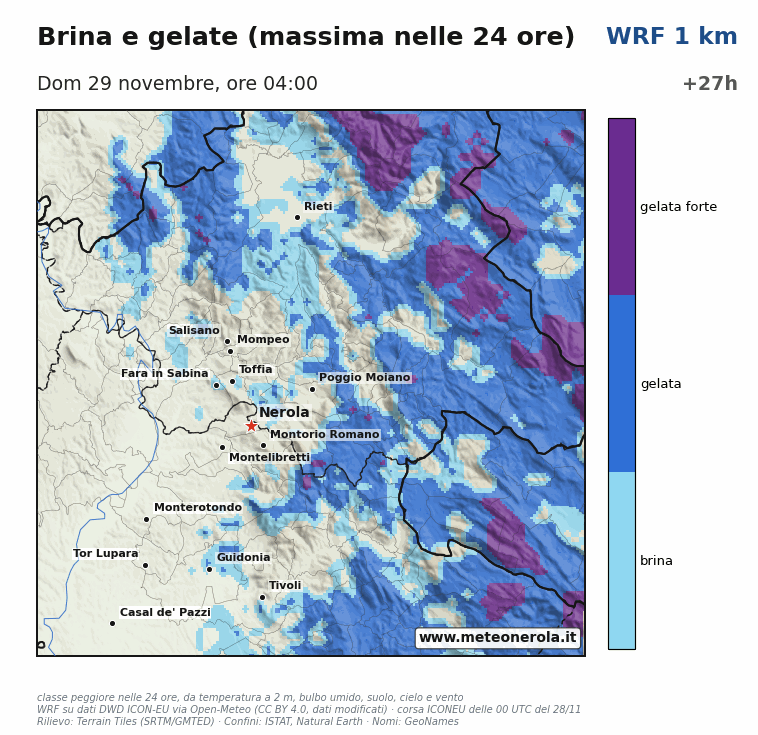 Brina e gelate (massima nelle 24 ore) WRF 1 km
Dom 29 novembre, ore 04:00 +27h
Rieti
gelata forte
Salisano
Mompeo
Fara in Sabina
Toffia
Poggio Moiano
gelata
Nerola
Montorio Romano
Montelibretti
Monterotondo
Tor Lupara
Guidonia
brina
Tivoli
Casal de' Pazzi
www.meteonerola.it
classe peggiore nelle 24 ore, da temperatura a 2 m, bulbo umido, suolo, cielo e vento
WRF su dati DWD ICON-EU via Open-Meteo (CC BY 4.0, dati modificati) · corsa ICONEU delle 00 UTC del 28/11
Rilievo: Terrain Tiles (SRTM/GMTED) · Confini: ISTAT, Natural Earth · Nomi: GeoNames